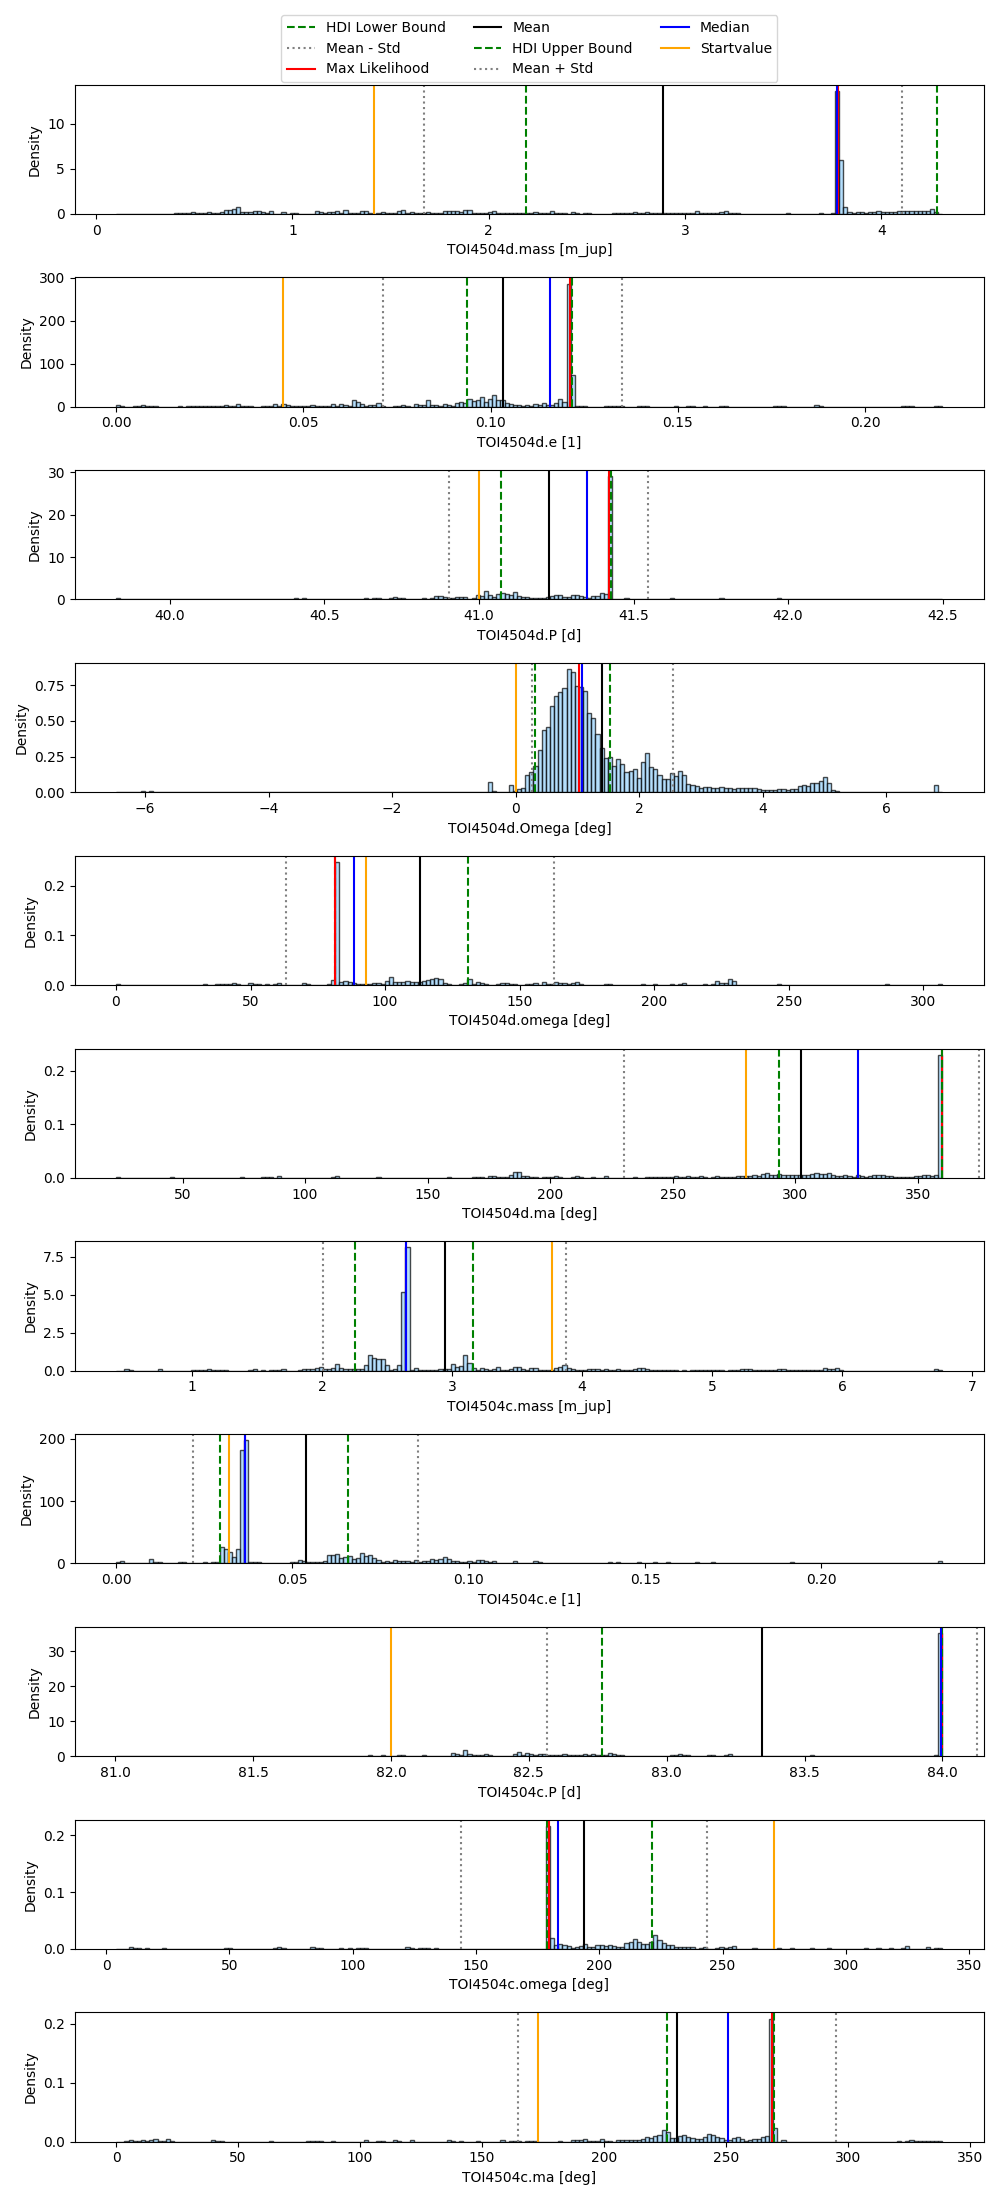 HDI Lower Bound Mean Median
Mean - Std HDI Upper Bound Startvalue
Max Likelihood Mean + Std
10
5
0
Density
0 1 2 3 4
TOI4504d.mass [m_jup]
300
200
100
0
Density
0.00 0.05 0.10 0.15 0.20
TOI4504d.e [1]
30
20
10
0
Density
40.0 40.5 41.0 41.5 42.0 42.5
TOI4504d.P [d]
0.75
0.50
0.25
0.00
Density
−6 −4 −2 0 2 4 6
TOI4504d.Omega [deg]
0.2
0.1
0.0
Density
0 50 100 150 200 250 300
TOI4504d.omega [deg]
0.2
0.1
0.0
Density
50 100 150 200 250 300 350
TOI4504d.ma [deg]
7.5
5.0
2.5
0.0
Density
1 2 3 4 5 6 7
TOI4504c.mass [m_jup]
200
100
0
Density
0.00 0.05 0.10 0.15 0.20
TOI4504c.e [1]
30
20
10
0
Density
81.0 81.5 82.0 82.5 83.0 83.5 84.0
TOI4504c.P [d]
0.2
0.1
0.0
Density
0 50 100 150 200 250 300 350
TOI4504c.omega [deg]
0.2
0.1
0.0
Density
0 50 100 150 200 250 300 350
TOI4504c.ma [deg]